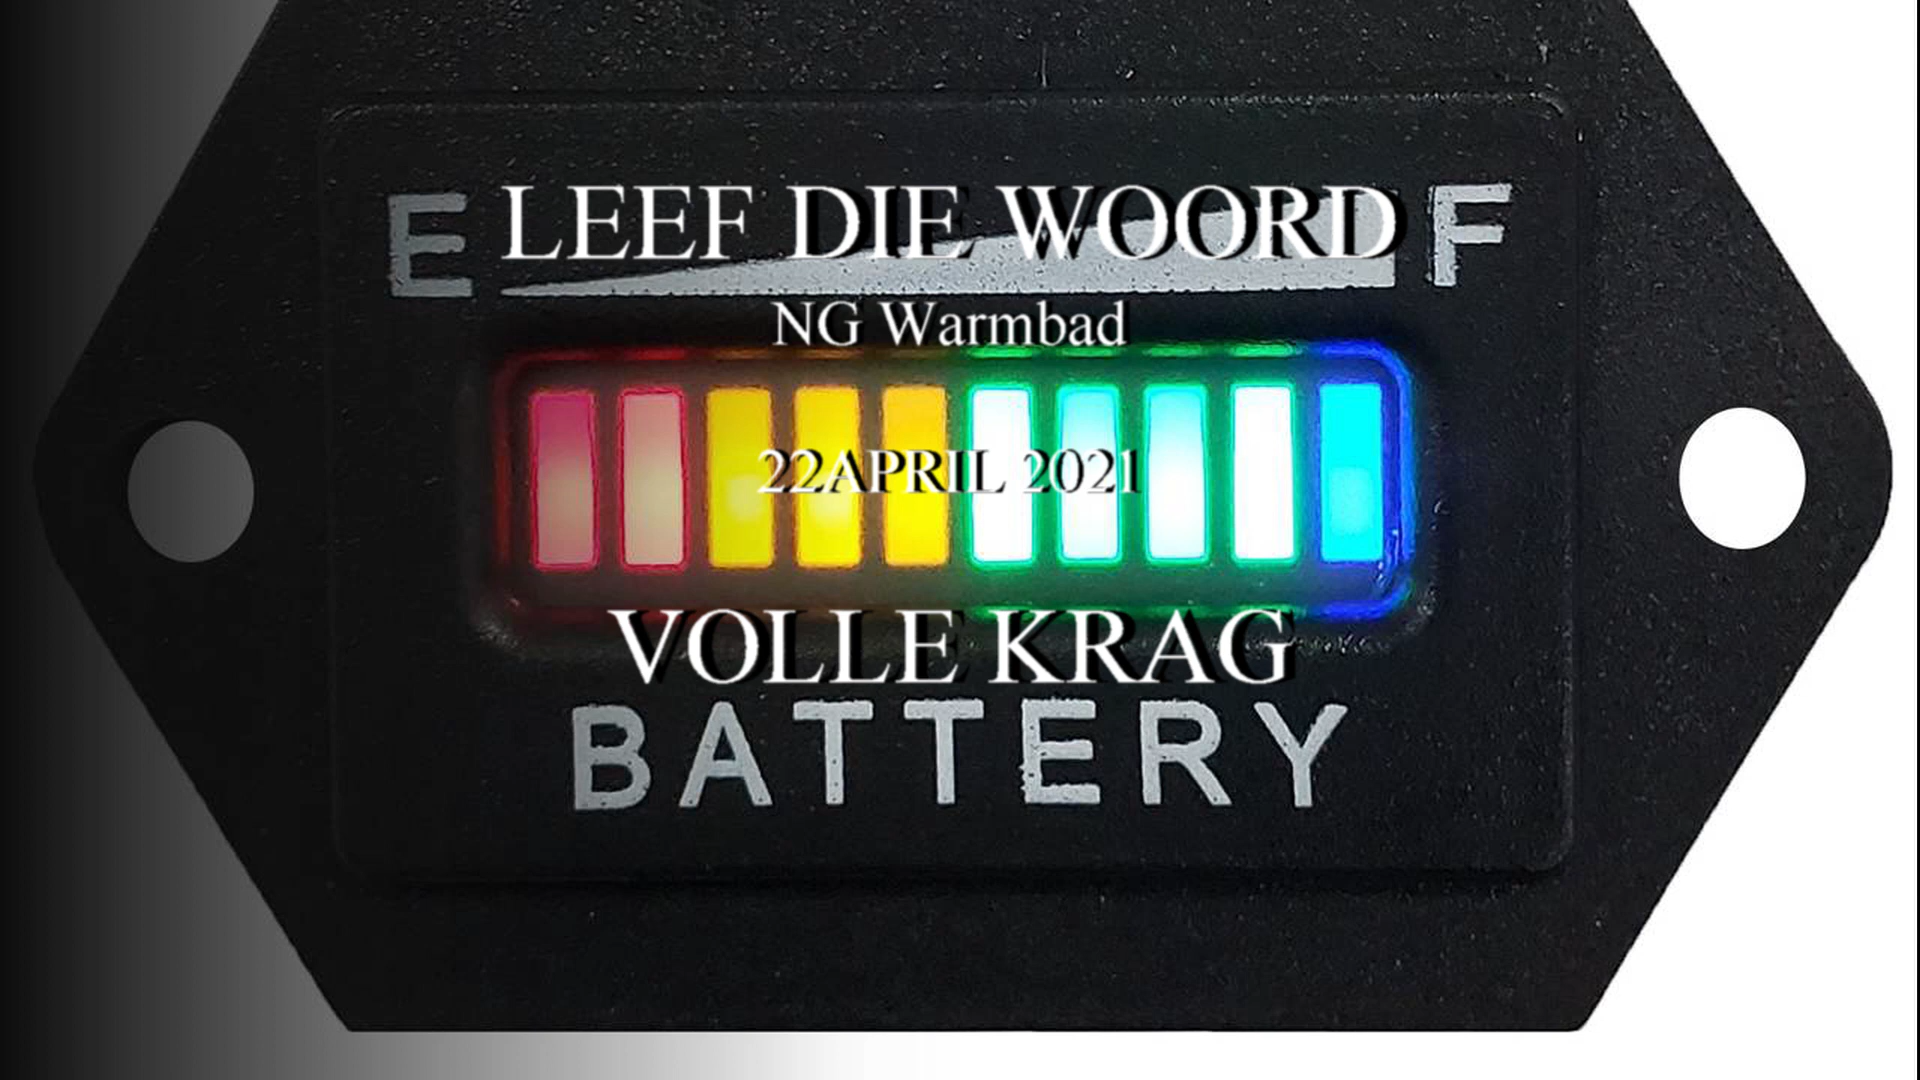 E LEEF DIE WOORD F
NG Warmbad
22APRIL 2021
VOLLE KRAG
BATTERY